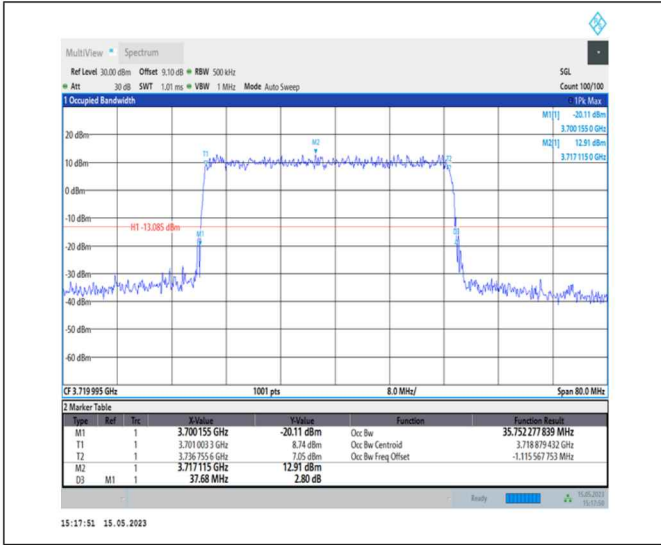 MultiView Spectrum
Ref Level 30.00 dBm Offset 9.10 dB RBW 500 kHz SGL
Att 30 dB SWT 1.01 ms VBW 1 MHz Mode Auto Sweep Count 100/100
1 Occupied Bandwidth 1Pk Max
M1[1] -20.11 dBm
3.700 155 0 GHz
M2[1] 12.91 dBm
3.717 115 0 GHz
20 dBm
M2
T1
T2
10 dBm
0 dBm
-10 dBm
H1 -13.085 dBm
M1
D3
-20 dBm
-30 dBm
-40 dBm
-50 dBm
-60 dBm
CF 3.719 995 GHz 1001 pts 8.0 MHz/ Span 80.0 MHz
2 Marker Table
Type Ref Trc X-Value Y-Value Function Function Result
M1 1 3.700 155 GHz -20.11 dBm Occ Bw 35.752 277 839 MHz
T1 1 3.701 003 3 GHz 8.74 dBm Occ Bw Centroid 3.718 879 432 GHz
T2 1 3.736 755 6 GHz 7.05 dBm Occ Bw Freq Offset -1.115 567 753 MHz
M2 1 3.717 115 GHz 12.91 dBm
D3 M1 1 37.68 MHz 2.80 dB
Ready 15.05.2023
15:17:51 15.05.2023